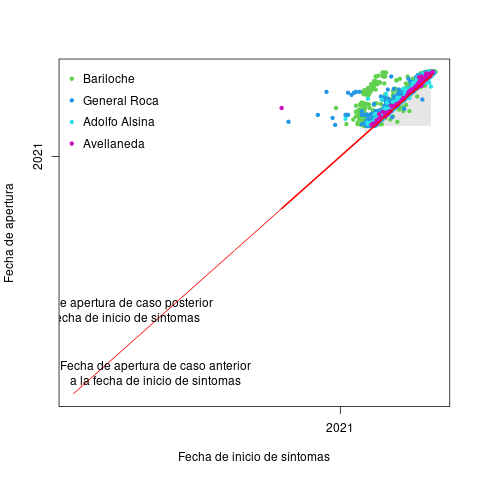 Bariloche
General Roca
Adolfo Alsina
Avellaneda
2021
Fecha de apertura
e apertura de caso posterior
echa de inicio de sintomas
Fecha de apertura de caso anterior
a la fecha de inicio de sintomas
2021
Fecha de inicio de síntomas